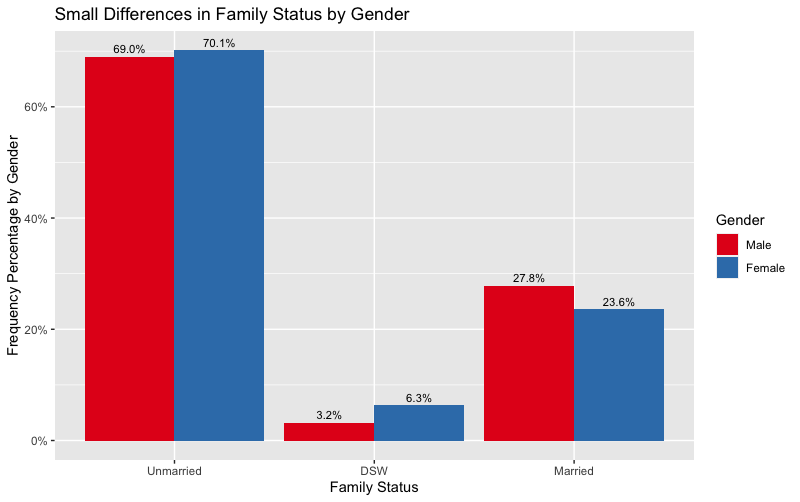 Small Differences in Family Status by Gender
Frequency Percentage by Gender
60%
40%
20%
0%
69.0%
70.1%
3.2%
6.3%
27.8%
23.6%
Unmarried
DSW
Married
Family Status
Gender
Male
Female